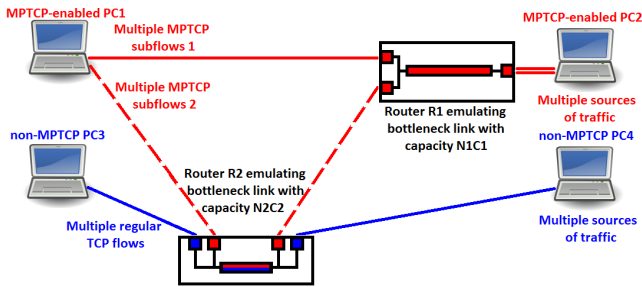 MPTCP-enabled PC1
MPTCP-enabled PC2
Multiple MPTCP
subflows 1
Multiple MPTCP
subflows 2
Multiple sources
of traffic
Router R1 emulating
bottleneck link with
capacity N1C1
non-MPTCP PC3
non-MPTCP PC4
Router R2 emulating
bottleneck link with
capacity N2C2
Multiple regular
TCP flows
Multiple sources
of traffic